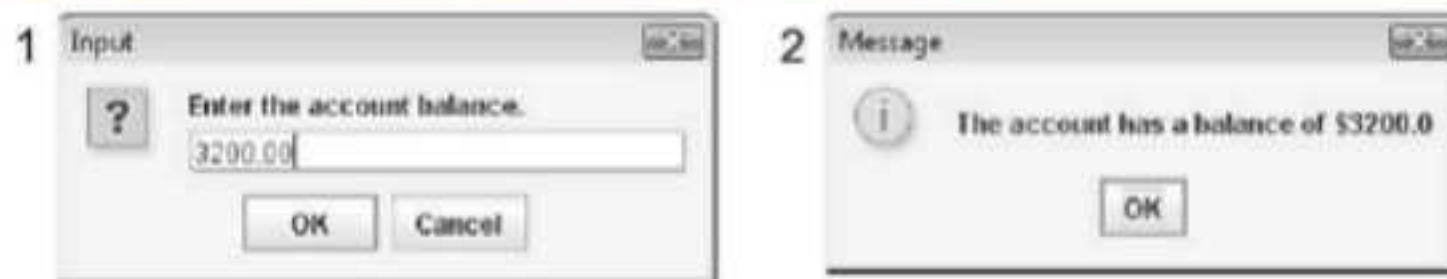 1
Input
?
Enter the account balance.
3200.00
OK Cancel
2
Message
i
The account has a balance of $3200.0
OK